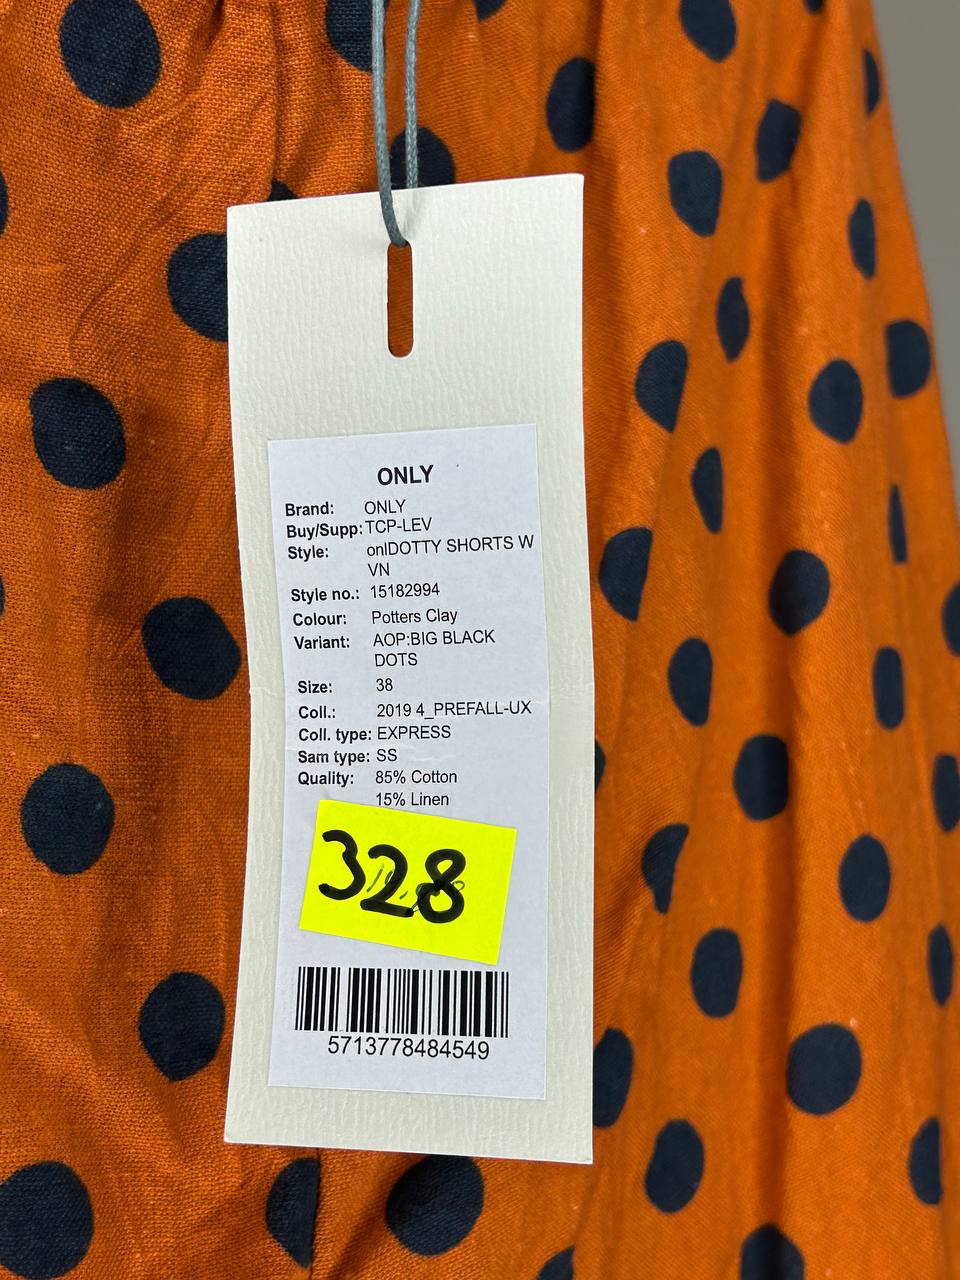 ONLY
Brand: ONLY
Buy/Supp: TCP-LEV
Style: onlDOTTY SHORTS W
VN
Style no.: 15182994
Colour: Potters Clay
Variant: AOP:BIG BLACK
DOTS
Size: 38
Coll.: 2019 4_PREFALL-UX
Coll. type: EXPRESS
Sam type: SS
Quality: 85% Cotton
15% Linen
328
5713778484549